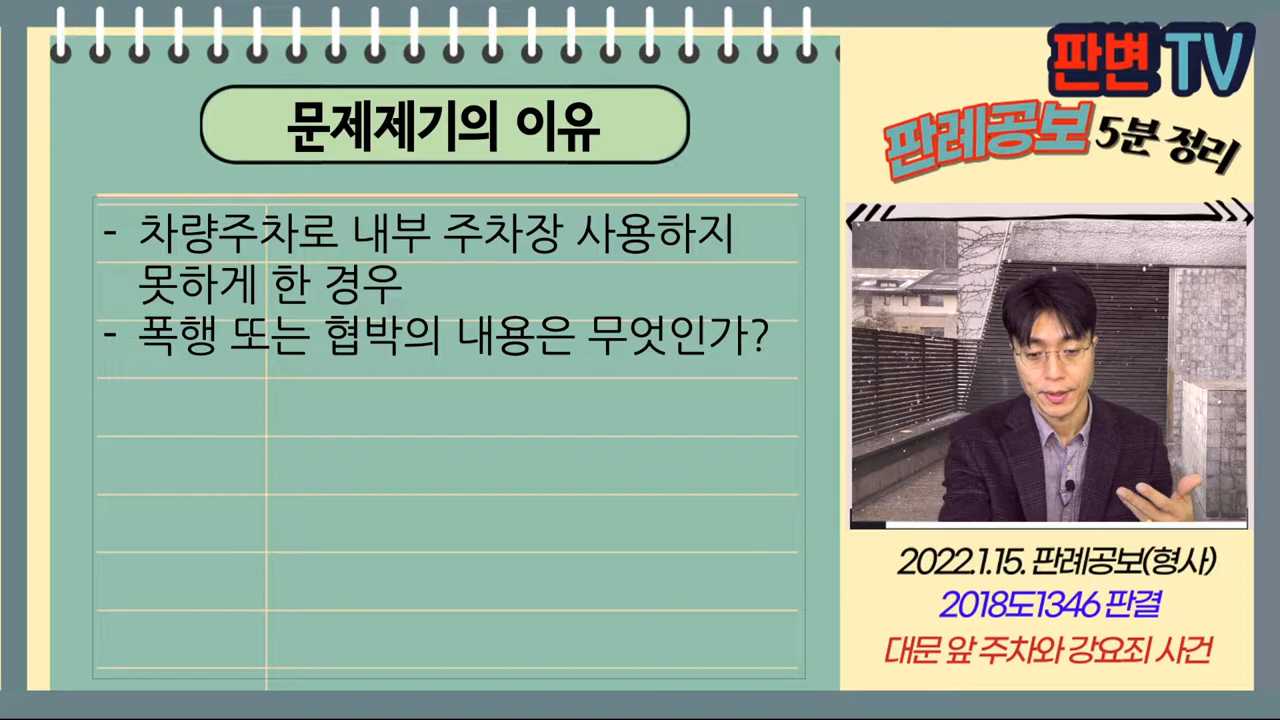 문제제기의 이유
- 차량주차로 내부 주차장 사용하지
못하게 한 경우
- 폭행 또는 협박의 내용은 무엇인가?
판변 TV
판례공보 5분 정리
2022.1.15. 판례공보(형사)
2018도1346 판결
대문 앞 주차와 강요죄 사건